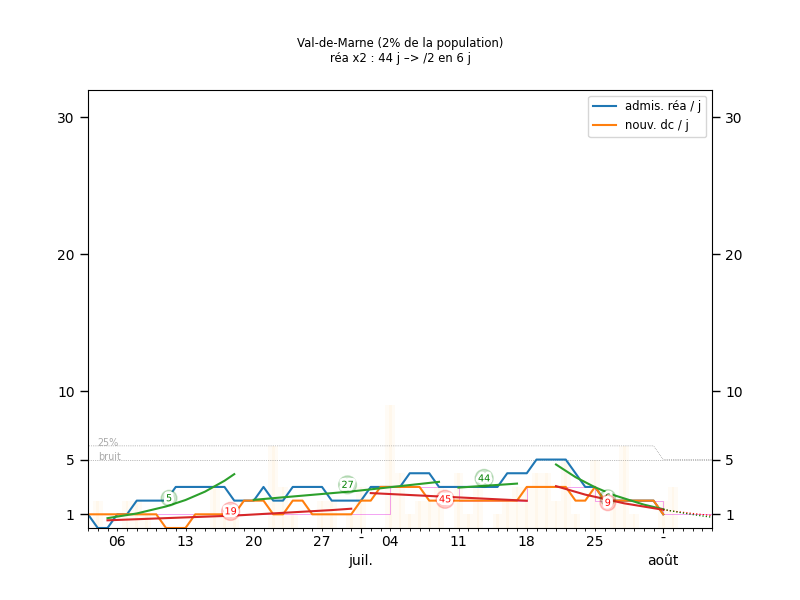 Val-de-Marne (2% de la population)
réa x2 : 44 j –> /2 en 6 j
admis. réa / j
nouv. dc / j
30 30
20 20
10 10
25%
5 bruit 5
1 1
5 19 27 45 44 9
06 13 20 27 - 04 11 18 25 -
juil. août